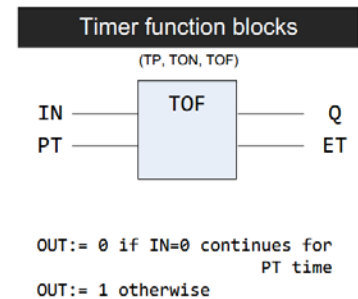 Timer function blocks
(TP, TON, TOF)
TOF
IN
Q
PT
ET
OUT:= 0 if IN=0 continues for
PT time
OUT:= 1 otherwise